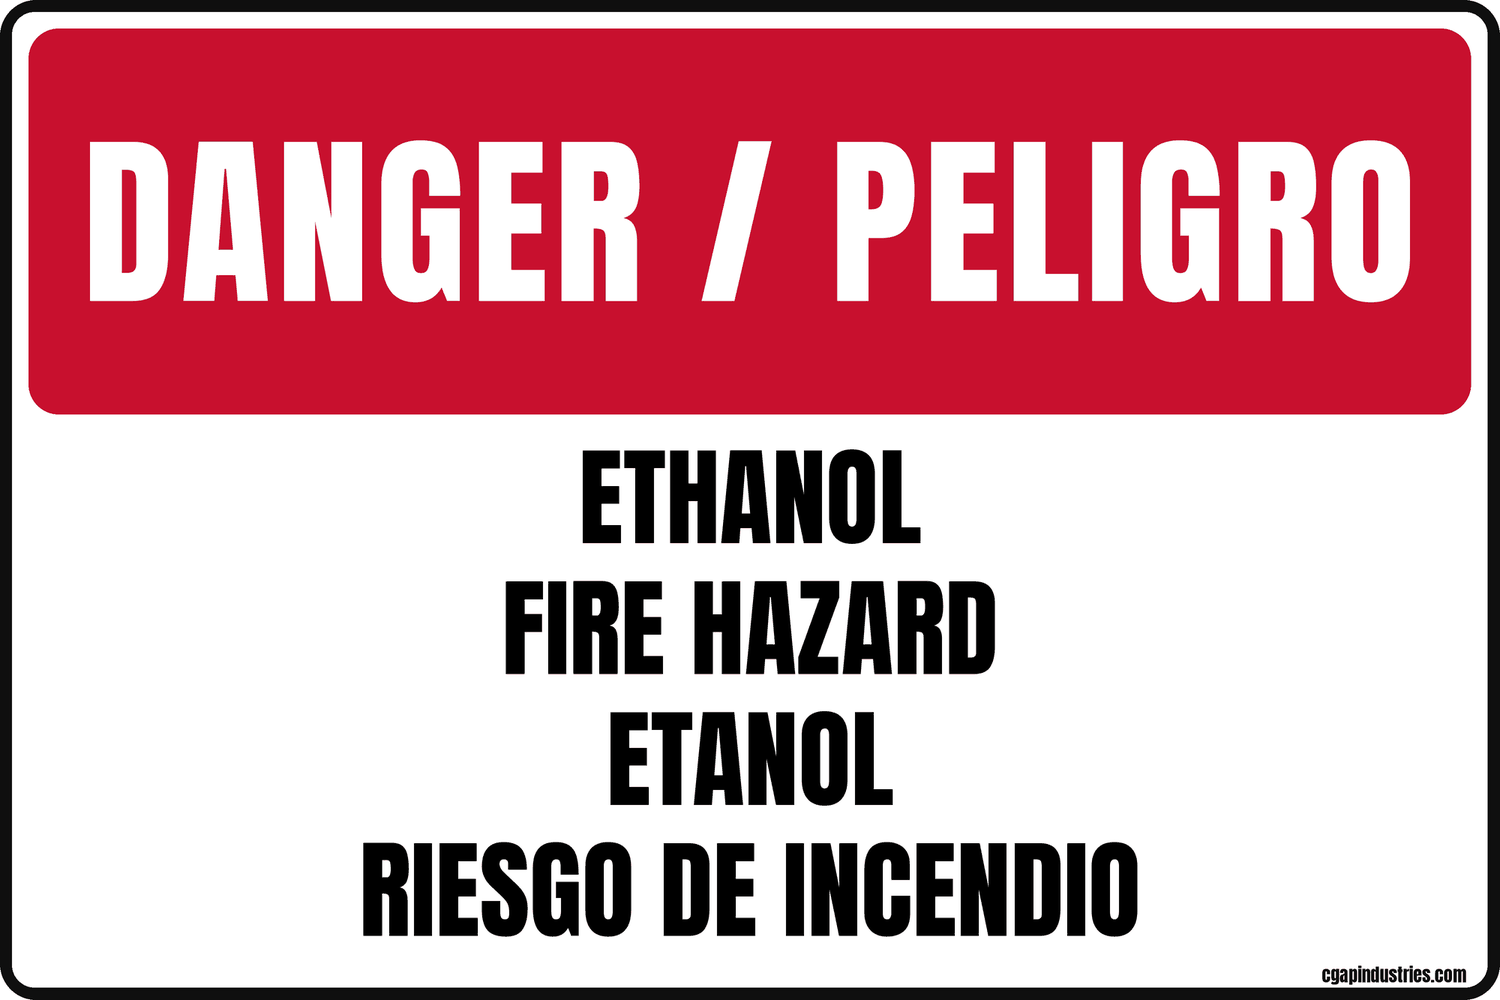 DANGER / PELIGRO
ETHANOL
FIRE HAZARD
ETANOL
RIESGO DE INCENDIO
cgapindustries.com